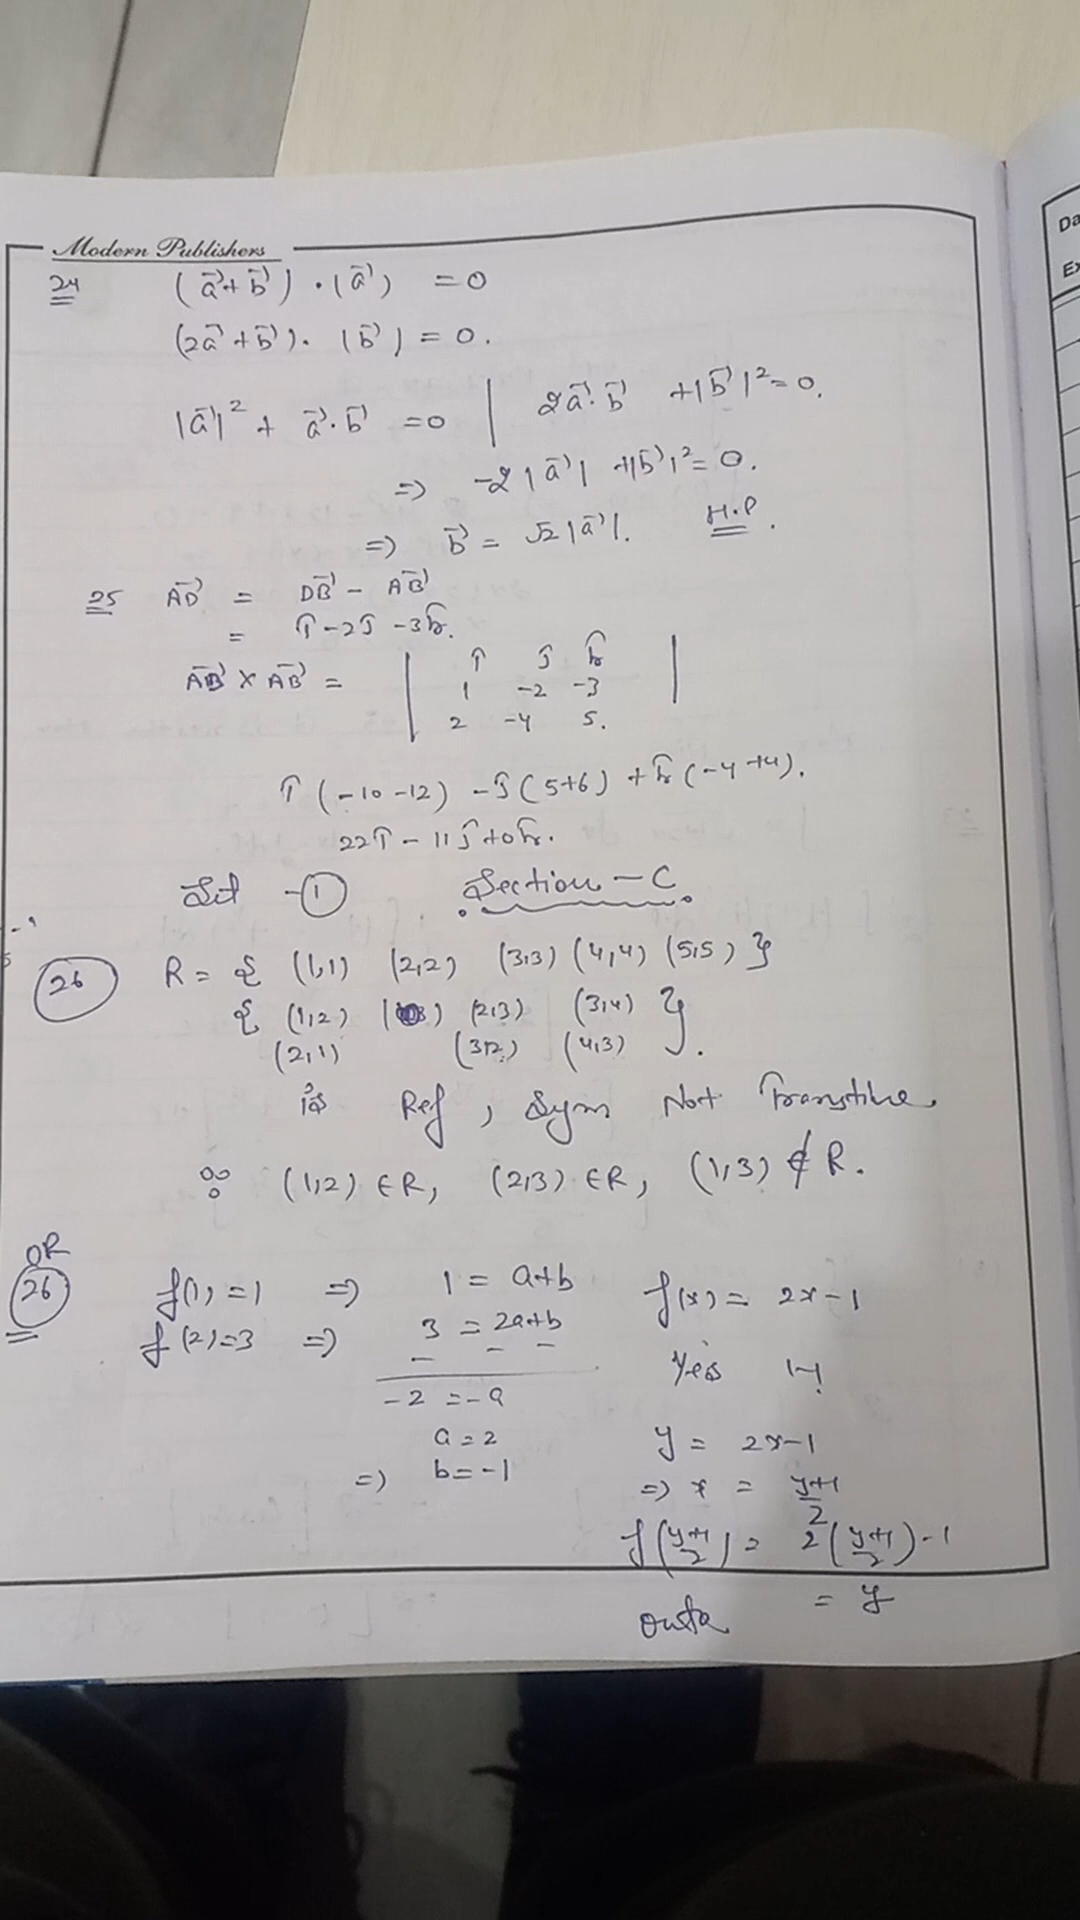 Modern Publishers
Da
Ex
24 (a⃗+b⃗) . (a⃗) = 0
(2a⃗+b⃗). (b⃗) = 0.
|a⃗|² + a⃗.b⃗ = 0 | 2a⃗.b⃗ + |b⃗|² = 0.
=> -2|a⃗| + |b⃗|² = 0.
=> b⃗ = √2 |a⃗|. H.P.
25 AD⃗ = DB⃗ - AB⃗
= î - 2ĵ - 3k̂.
AB⃗ x AB⃗ = | î ĵ k̂ |
1 -2 -3
2 -4 5.
î (-10-12) - ĵ (5+6) + k̂ (-4+4).
22î - 11ĵ + 0k̂.
Set - 1 Section - C.
26 R = { (1,1) (2,2) (3,3) (4,4) (5,5) }
{ (1,2) (2,3) (3,4) }
(2,1) (3,2) (4,3) .
is Ref, Sym Not Transtive
∵ (1,2) ∈ R, (2,3) ∈ R, (1,3) ∉ R.
OR
26 f(1) = 1 => 1 = a+b f(x) = 2x-1
f(2) = 3 => 3 = 2a+b
- - -
Yes 1-1
-2 = -a
a = 2 y = 2x-1
=> b = -1 => x = y+1/2
f(y+1/2) = 2(y+1/2) - 1
= y
onto